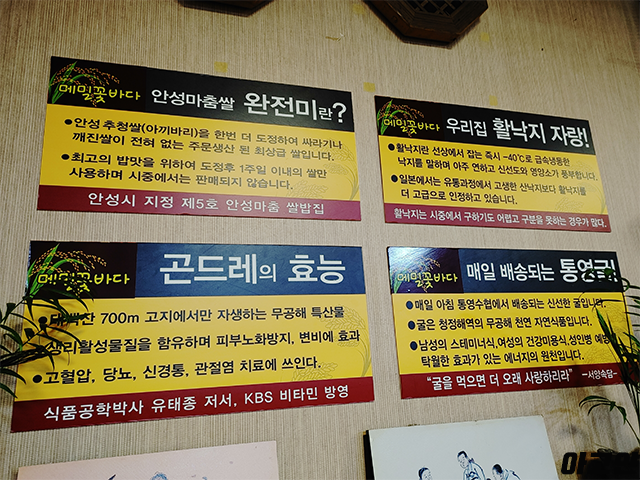 메밀꽃바다 안성마춤쌀 완전미란?
●안성 추청쌀(아끼바리)을 한번 더 도정하여 싸라기나
깨진쌀이 전혀 없는 주문생산 된 최상급 쌀입니다.
●최고의 밥맛을 위하여 도정후 1주일 이내의 쌀만
사용하며 시중에서는 판매되지 않습니다.
안성시 지정 제5호 안성마춤 쌀밥집
메밀꽃바다 우리집 활낙지 자랑!
●활낙지란 선상에서 잡는 즉시 -40℃로 급속냉동한
낙지를 말하며 아주 연하고 신선도와 영양소가 풍부합니다.
●일본에서는 유통과정에서 고생한 산낙지보다 활낙지를
더 고급으로 인정하고 있습니다.
활낙지는 시중에서 구하기도 어렵고 구분을 못하는 경우가 많다.
메밀꽃바다 곤드레의 효능
●태백산 700m 고지에서만 자생하는 무공해 특산물
생리활성물질을 함유하며 피부노화방지, 변비에 효과
●고혈압, 당뇨, 신경통, 관절염 치료에 쓰인다.
식품공학박사 유태종 저서, KBS 비타민 방영
메밀꽃바다 매일 배송되는 통영굴!
●매일 아침 통영수협에서 배송되는 신선한 굴입니다.
●굴은 청정해역의 무공해 천연 자연식품입니다.
●남성의 스테미너식,여성의 건강미용식,성인병 예방
탁월한 효과가 있는 에너지의 원천입니다.
"굴을 먹으면 더 오래 사랑하리라" -서양속담-